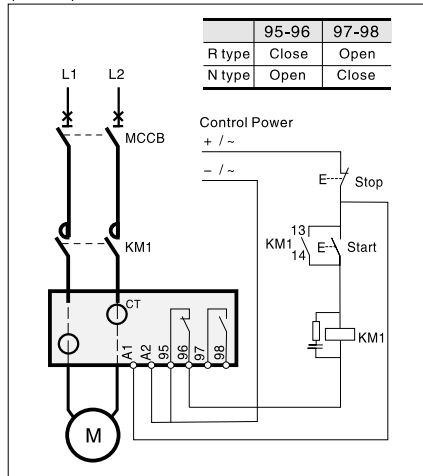 95-96 97-98
R type Close Open
N type Open Close
L1 L2
MCCB
Control Power
+ / ~
− / ~
E Stop
13
KM1 E Start
14
KM1
CT
KM1
A1 A2 95 96 97 98
M